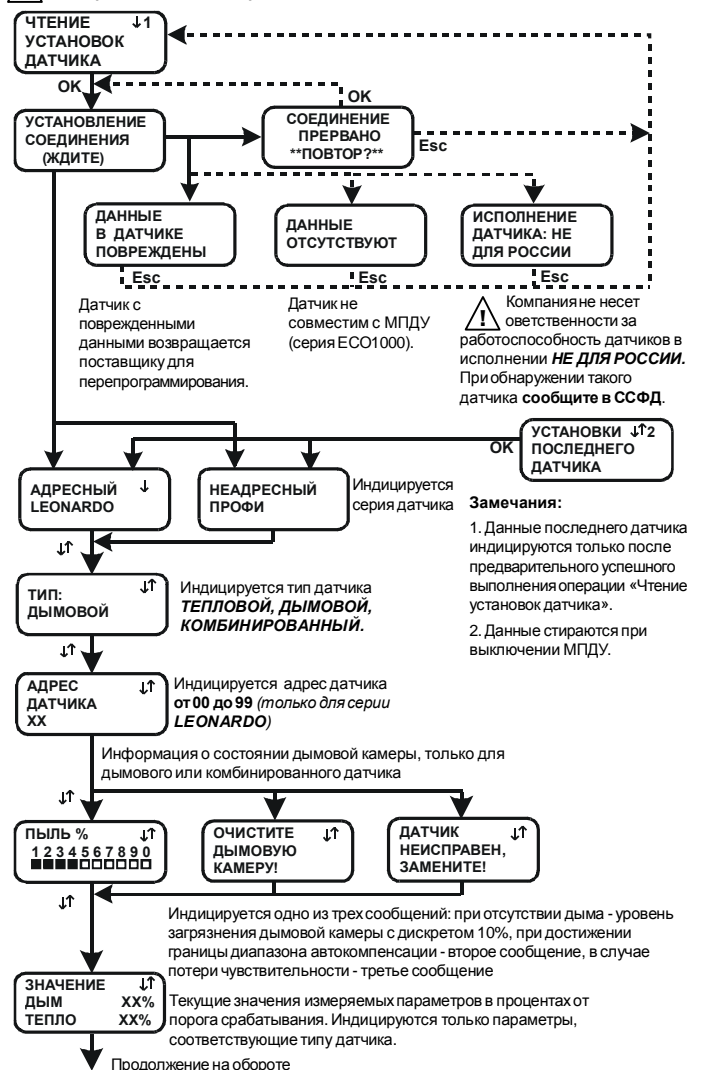 ЧТЕНИЕ ↓1
УСТАНОВОК
ДАТЧИКА
OK
OK
УСТАНОВЛЕНИЕ
СОЕДИНЕНИЯ
(ЖДИТЕ)
СОЕДИНЕНИЕ
ПРЕРВАНО
**ПОВТОР?**
Esc
ДАННЫЕ
В ДАТЧИКЕ
ПОВРЕЖДЕНЫ
ДАННЫЕ
ОТСУТСТВУЮТ
ИСПОЛНЕНИЕ
ДАТЧИКА: НЕ
ДЛЯ РОССИИ
Esc
Esc
Esc
Датчик с
поврежденными
данными возвращается
поставщику для
перепрограммирования.
Датчик не
совместим с МПДУ
(серия ECO1000).
! Компания не несет
оветственности за
работоспособность датчиков в
исполнении НЕ ДЛЯ РОССИИ.
При обнаружении такого
датчика сообщите в ССФД.
УСТАНОВКИ ↓↑2
ПОСЛЕДНЕГО
ДАТЧИКА
OK
АДРЕСНЫЙ ↓
LEONARDO
НЕАДРЕСНЫЙ
ПРОФИ
Индицируется
серия датчика
Замечания:
1. Данные последнего датчика
индицируются только после
предварительного успешного
выполнения операции «Чтение
установок датчика».
2. Данные стираются при
выключении МПДУ.
↓↑
ТИП: ↓↑
ДЫМОВОЙ
Индицируется тип датчика
ТЕПЛОВОЙ, ДЫМОВОЙ,
КОМБИНИРОВАННЫЙ.
↓↑
АДРЕС ↓↑
ДАТЧИКА
XX
Индицируется адрес датчика
от 00 до 99 (только для серии
LEONARDO)
Информация о состоянии дымовой камеры, только для
дымового или комбинированного датчика
↓↑
ПЫЛЬ % ↓↑
1 2 3 4 5 6 7 8 9 0
ОЧИСТИТЕ ↓↑
ДЫМОВУЮ
КАМЕРУ!
ДАТЧИК ↓↑
НЕИСПРАВЕН,
ЗАМЕНИТЕ!
↓↑
Индицируется одно из трех сообщений: при отсутствии дыма - уровень
загрязнения дымовой камеры с дискретом 10%, при достижении
границы диапазона автокомпенсации - второе сообщение, в случае
потери чувствительности - третье сообщение
ЗНАЧЕНИЕ ↓↑
ДЫМ XX%
ТЕПЛО XX%
Текущие значения измеряемых параметров в процентах от
порога срабатывания. Индицируются только параметры,
соответствующие типу датчика.
Продолжение на обороте